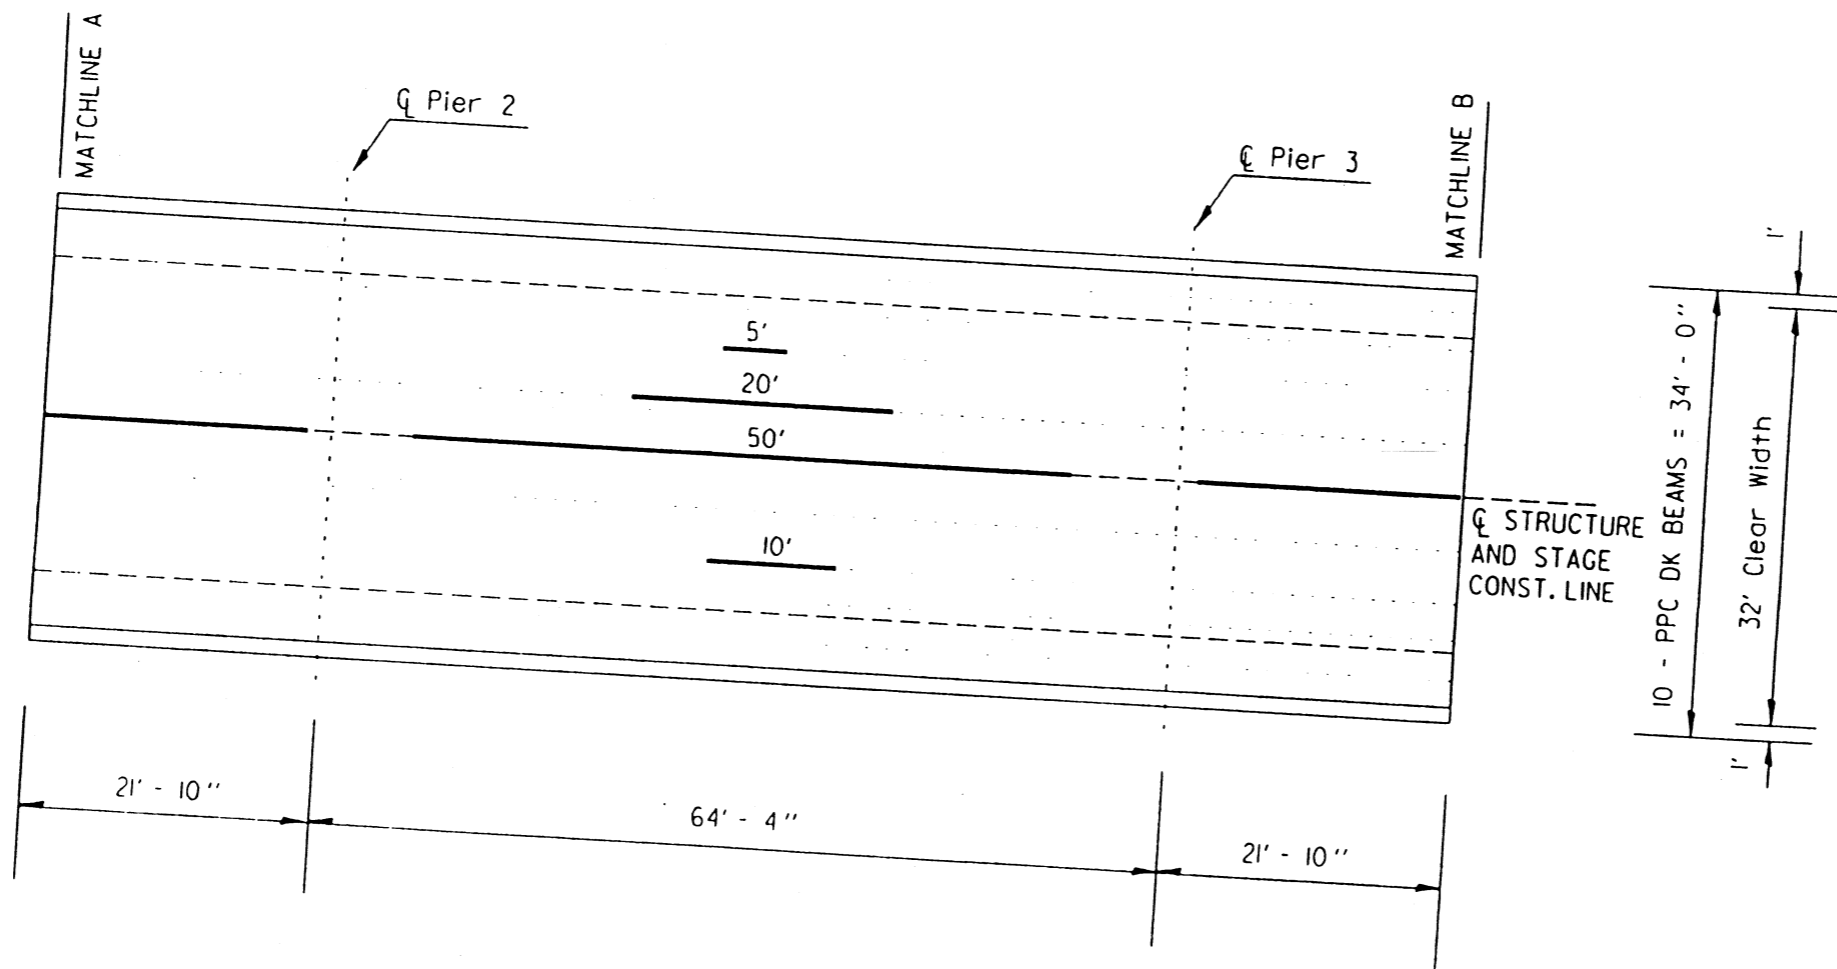 MATCHLINE A
℄ Pier 2
℄ Pier 3
MATCHLINE B
5'
20'
50'
10'
℄ STRUCTURE
AND STAGE
CONST. LINE
10 - PPC DK BEAMS = 34' - 0"
32' Clear Width
1'
1'
21' - 10"
64' - 4"
21' - 10"